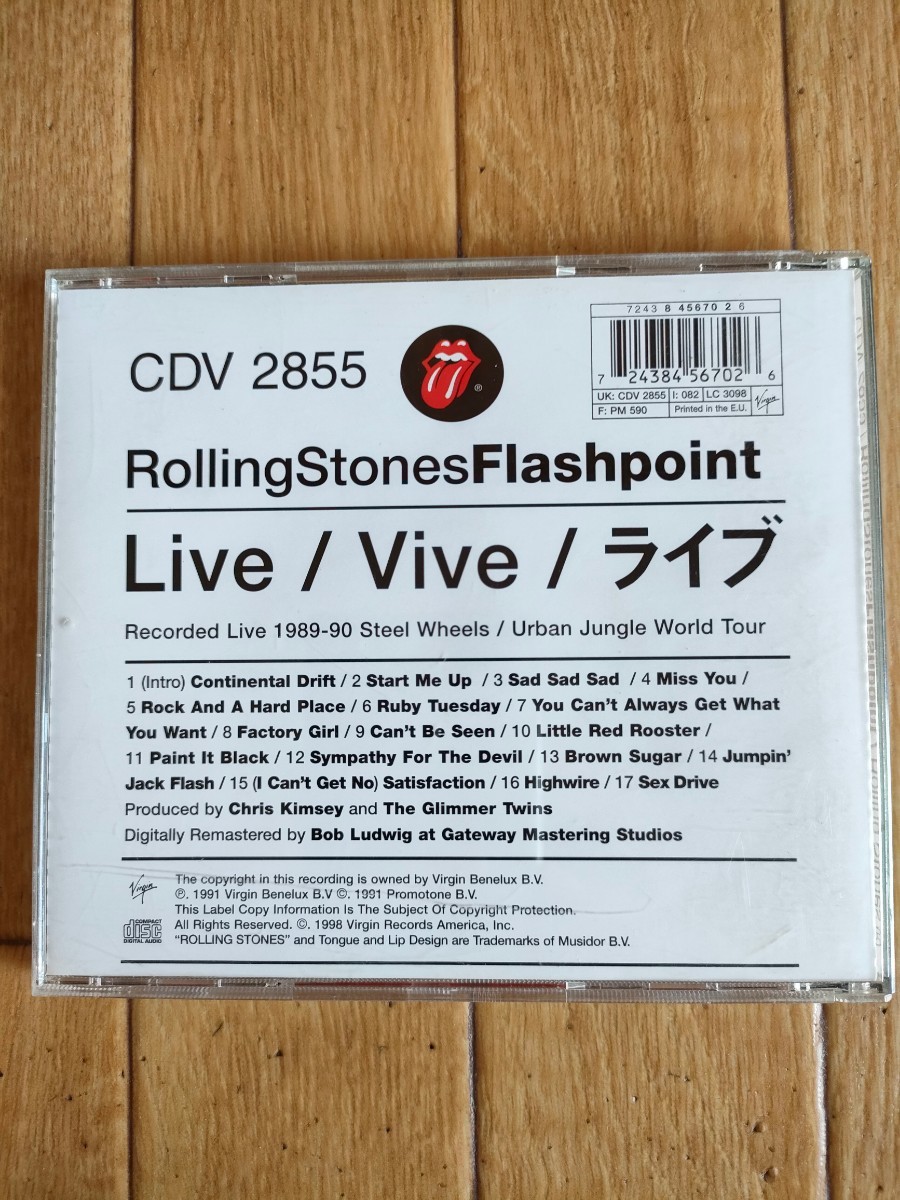 7243 8 45670 2 6
CDV 2855
®
7 24384 56702 6
UK: CDV 2855 I: 082 LC 3098
F: PM 590 Printed in the E.U. Virgin
RollingStonesFlashpoint
Live / Vive / ライブ
Recorded Live 1989-90 Steel Wheels / Urban Jungle World Tour
1 (Intro) Continental Drift / 2 Start Me Up / 3 Sad Sad Sad / 4 Miss You /
5 Rock And A Hard Place / 6 Ruby Tuesday / 7 You Can't Always Get What
You Want / 8 Factory Girl / 9 Can't Be Seen / 10 Little Red Rooster /
11 Paint It Black / 12 Sympathy For The Devil / 13 Brown Sugar / 14 Jumpin'
Jack Flash / 15 (I Can't Get No) Satisfaction / 16 Highwire / 17 Sex Drive
Produced by Chris Kimsey and The Glimmer Twins
Digitally Remastered by Bob Ludwig at Gateway Mastering Studios
Virgin
The copyright in this recording is owned by Virgin Benelux B.V.
℗. 1991 Virgin Benelux B.V ©. 1991 Promotone B.V.
This Label Copy Information Is The Subject Of Copyright Protection.
All Rights Reserved. ©. 1998 Virgin Records America, Inc.
"ROLLING STONES" and Tongue and Lip Design are Trademarks of Musidor B.V.
COMPACT
disc
DIGITAL AUDIO